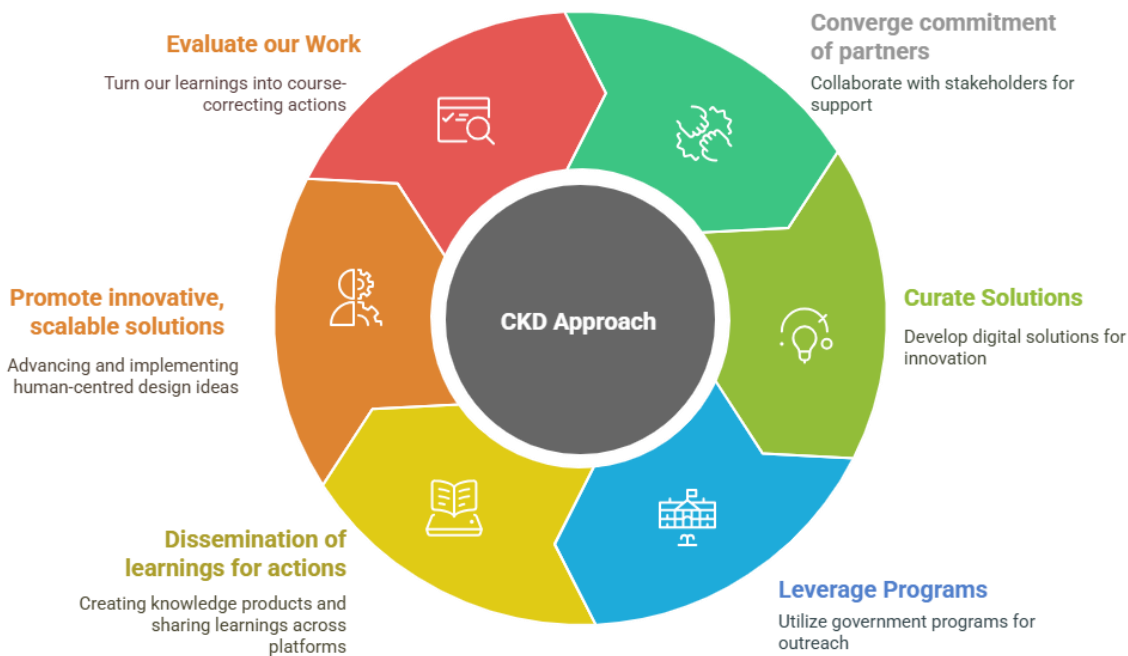 Converge commitment
of partners
Collaborate with stakeholders for
support
Curate Solutions
Develop digital solutions for
innovation
Leverage Programs
Utilize government programs for
outreach
Dissemination of
learnings for actions
Creating knowledge products and
sharing learnings across
platforms
Promote innovative,
scalable solutions
Advancing and implementing
human-centred design ideas
Evaluate our Work
Turn our learnings into course-
correcting actions
CKD Approach